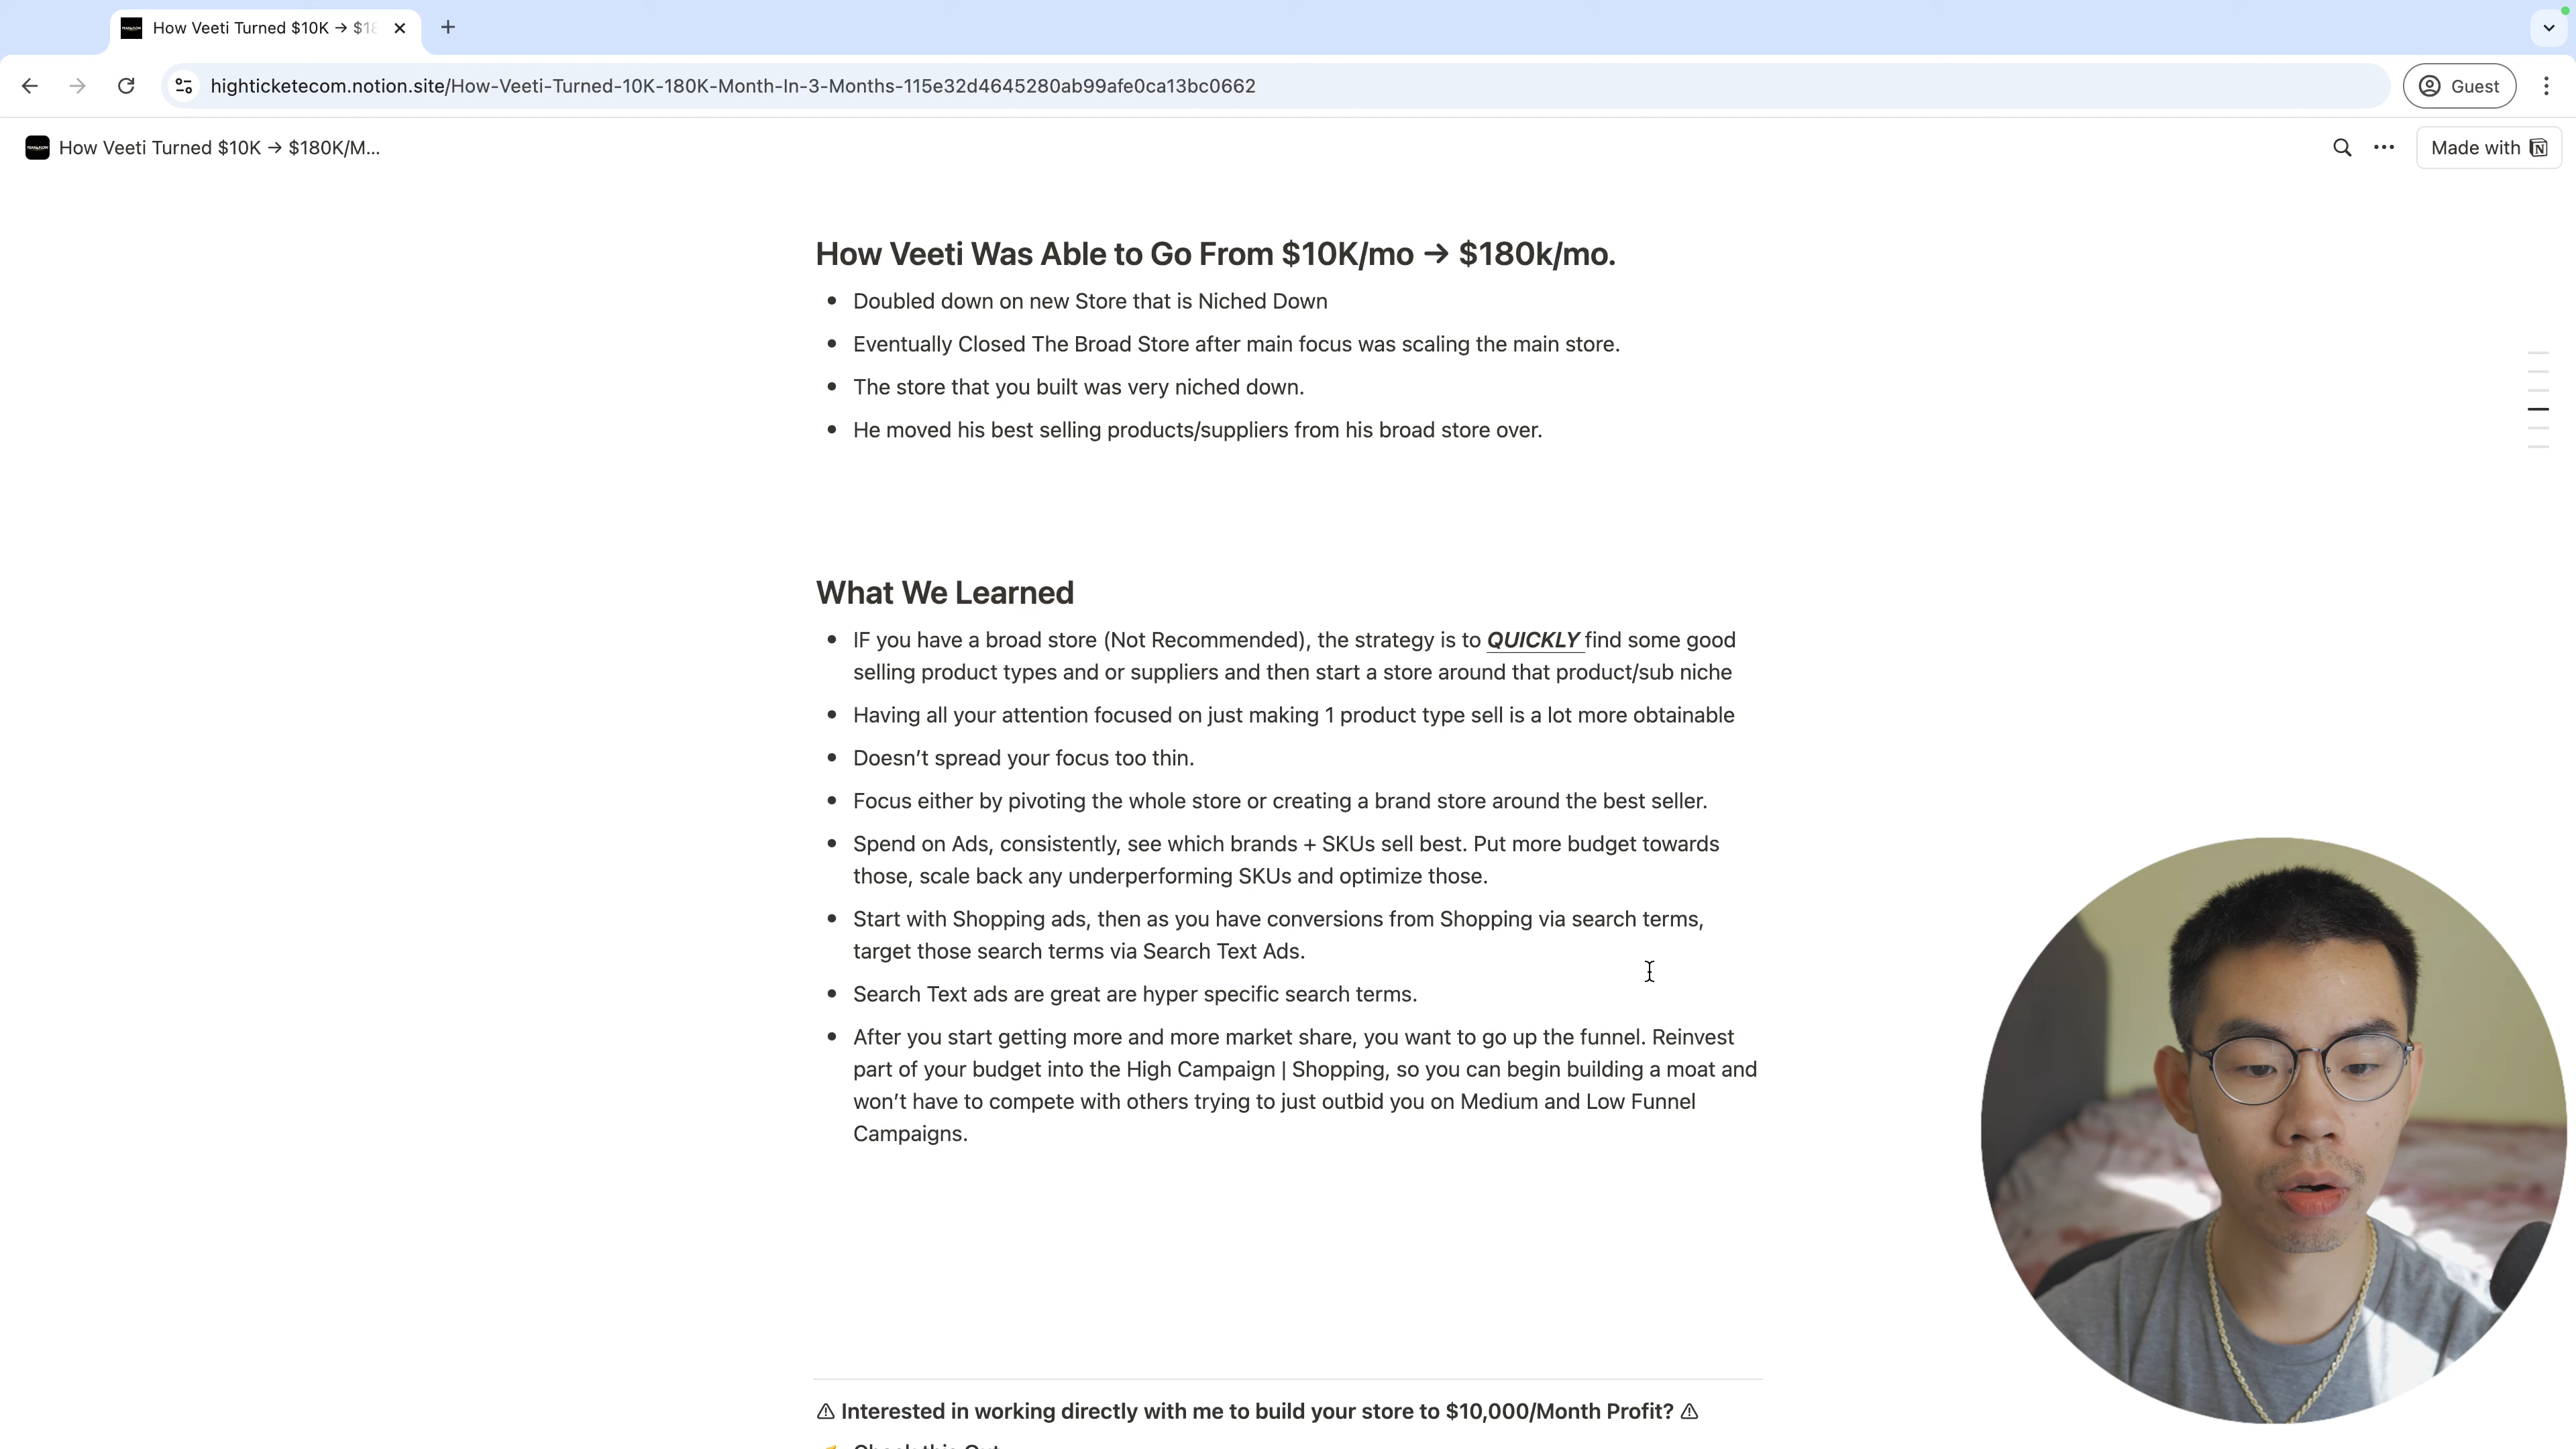 How Veeti Turned $10K → $18
highticketecom.notion.site/How-Veeti-Turned-10K-180K-Month-In-3-Months-115e32d4645280ab99afe0ca13bc0662
Guest
How Veeti Turned $10K → $180K/M...
Made with
How Veeti Was Able to Go From $10K/mo → $180k/mo.
• Doubled down on new Store that is Niched Down
• Eventually Closed The Broad Store after main focus was scaling the main store.
• The store that you built was very niched down.
• He moved his best selling products/suppliers from his broad store over.
What We Learned
• IF you have a broad store (Not Recommended), the strategy is to QUICKLY find some good
selling product types and or suppliers and then start a store around that product/sub niche
• Having all your attention focused on just making 1 product type sell is a lot more obtainable
• Doesn’t spread your focus too thin.
• Focus either by pivoting the whole store or creating a brand store around the best seller.
• Spend on Ads, consistently, see which brands + SKUs sell best. Put more budget towards
those, scale back any underperforming SKUs and optimize those.
• Start with Shopping ads, then as you have conversions from Shopping via search terms,
target those search terms via Search Text Ads.
• Search Text ads are great are hyper specific search terms.
• After you start getting more and more market share, you want to go up the funnel. Reinvest
part of your budget into the High Campaign | Shopping, so you can begin building a moat and
won’t have to compete with others trying to just outbid you on Medium and Low Funnel
Campaigns.
⚠ Interested in working directly with me to build your store to $10,000/Month Profit? ⚠
Check this Out